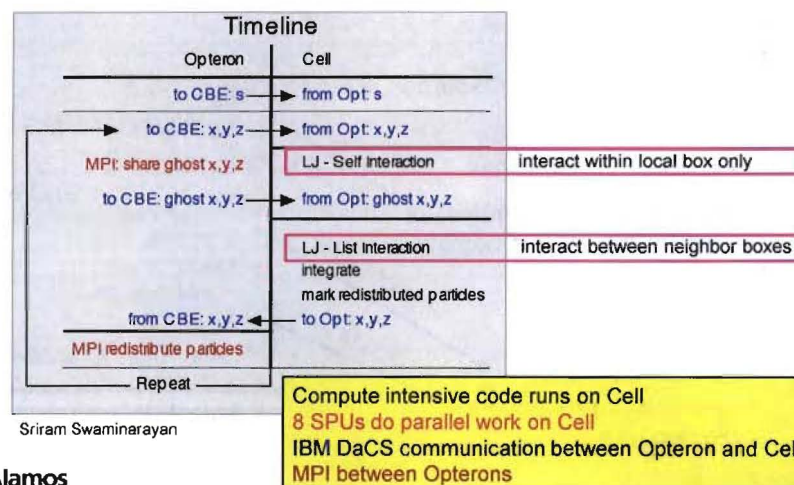 Timeline
Opteron Cell
to CBE: s from Opt: s
to CBE: x,y,z from Opt: x,y,z
MPI: share ghost x,y,z LJ - Self Interaction interact within local box only
to CBE: ghost x,y,z from Opt: ghost x,y,z
LJ - List Interaction interact between neighbor boxes
integrate
mark redistributed particles
from CBE: x,y,z to Opt: x,y,z
MPI redistribute particles
Repeat
Compute intensive code runs on Cell
8 SPUs do parallel work on Cell
IBM DaCS communication between Opteron and Cel
MPI between Opterons
Sriram Swaminarayan
Alamos